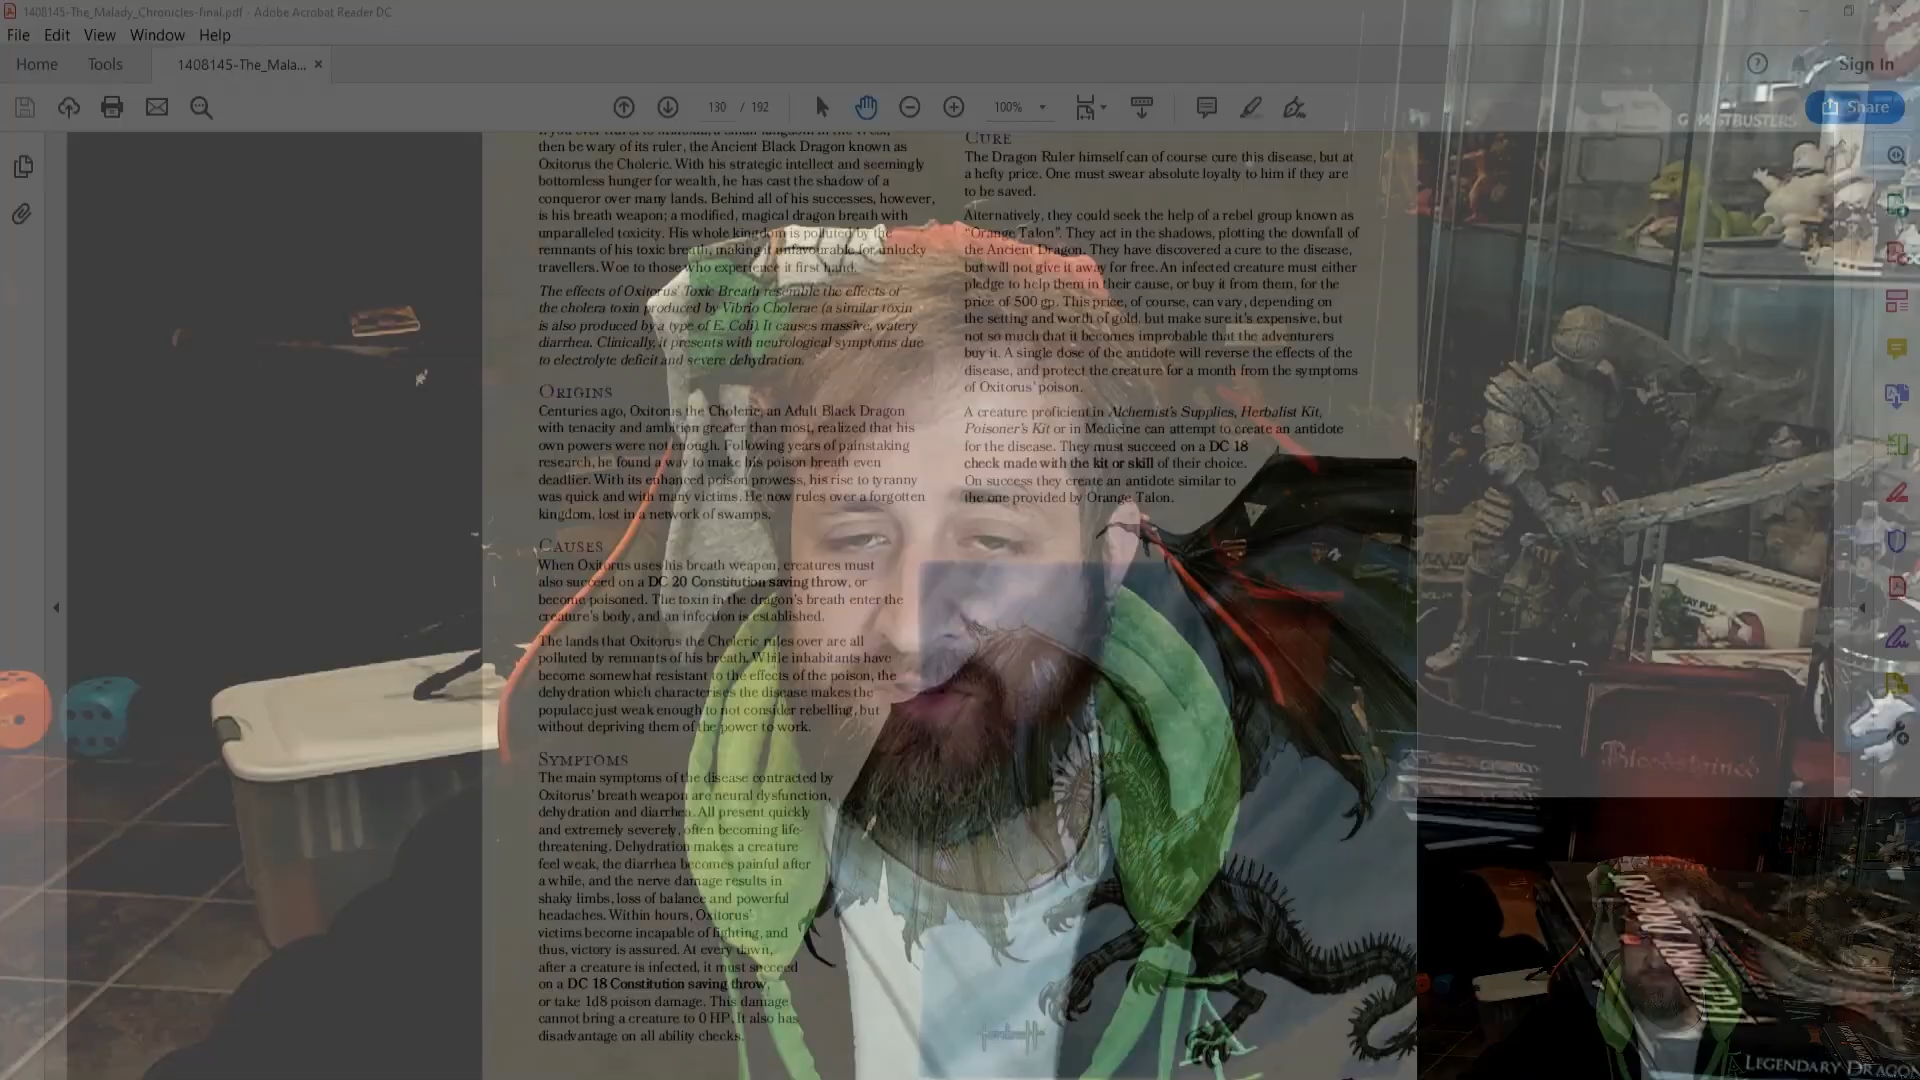 1408145-The_Malady_Chronicles-final.pdf - Adobe Acrobat Reader DC
File Edit View Window Help
Home Tools 1408145-The_Mala... ×
Sign In
130 / 192 100%
Share
GHOSTBUSTERS
then be wary of its ruler, the Ancient Black Dragon known as
Oxitorus the Choleric. With his strategic intellect and seemingly
bottomless hunger for wealth, he has cast the shadow of a
conqueror over many lands. Behind all of his successes, however,
is his breath weapon; a modified, magical dragon breath with
unparalleled toxicity. His whole kingdom is polluted by the
remnants of his toxic breath, making it unfavourable for unlucky
travellers. Woe to those who experience it first hand.
The effects of Oxitorus' Toxic Breath resemble the effects of
the cholera toxin produced by Vibrio Cholerae (a similar toxin
is also produced by a type of E. Coli). It causes massive, watery
diarrhea. Clinically, it presents with neurological symptoms due
to electrolyte deficit and severe dehydration.
Origins
Centuries ago, Oxitorus the Choleric, an Adult Black Dragon
with tenacity and ambition greater than most, realized that his
own powers were not enough. Following years of painstaking
research, he found a way to make his poison breath even
deadlier. With its enhanced poison prowess, his rise to tyranny
was quick and with many victims. He now rules over a forgotten
kingdom, lost in a network of swamps.
Causes
When Oxitorus uses his breath weapon, creatures must
also succeed on a DC 20 Constitution saving throw, or
become poisoned. The toxin in the dragon's breath enter the
creature's body, and an infection is established.
The lands that Oxitorus the Choleric rules over are all
polluted by remnants of his breath. While inhabitants have
become somewhat resistant to the effects of the poison, the
dehydration which characterises the disease makes the
populace just weak enough to not consider rebelling, but
without depriving them of the power to work.
Symptoms
The main symptoms of the disease contracted by
Oxitorus' breath weapon are neural dysfunction,
dehydration and diarrhea. All present quickly
and extremely severely, often becoming life-
threatening. Dehydration makes a creature
feel weak, the diarrhea becomes painful after
a while, and the nerve damage results in
shaky limbs, loss of balance and powerful
headaches. Within hours, Oxitorus'
victims become incapable of fighting, and
thus, victory is assured. At every dawn,
after a creature is infected, it must succeed
on a DC 18 Constitution saving throw,
or take 1d8 poison damage. This damage
cannot bring a creature to 0 HP. It also has
disadvantage on all ability checks.
Cure
The Dragon Ruler himself can of course cure this disease, but at
a hefty price. One must swear absolute loyalty to him if they are
to be saved.
Alternatively, they could seek the help of a rebel group known as
"Orange Talon". They act in the shadows, plotting the downfall of
the Ancient Dragon. They have discovered a cure to the disease,
but will not give it away for free. An infected creature must either
pledge to help them in their cause, or buy it from them, for the
price of 500 gp. This price, of course, can vary, depending on
the setting and worth of gold, but make sure it's expensive, but
not so much that it becomes improbable that the adventurers
buy it. A single dose of the antidote will reverse the effects of the
disease, and protect the creature for a month from the symptoms
of Oxitorus' poison.
A creature proficient in Alchemist's Supplies, Herbalist Kit,
Poisoner's Kit or in Medicine can attempt to create an antidote
for the disease. They must succeed on a DC 18
check made with the kit or skill of their choice.
On success they create an antidote similar to
the one provided by Orange Talon.
STAY PUFT
Bloodstained
LEGENDARY DRAGON